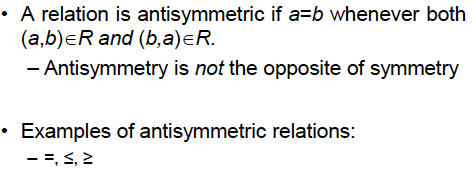 • A relation is antisymmetric if a=b whenever both
(a,b)∈R and (b,a)∈R.
– Antisymmetry is not the opposite of symmetry
• Examples of antisymmetric relations:
– =, ≤, ≥